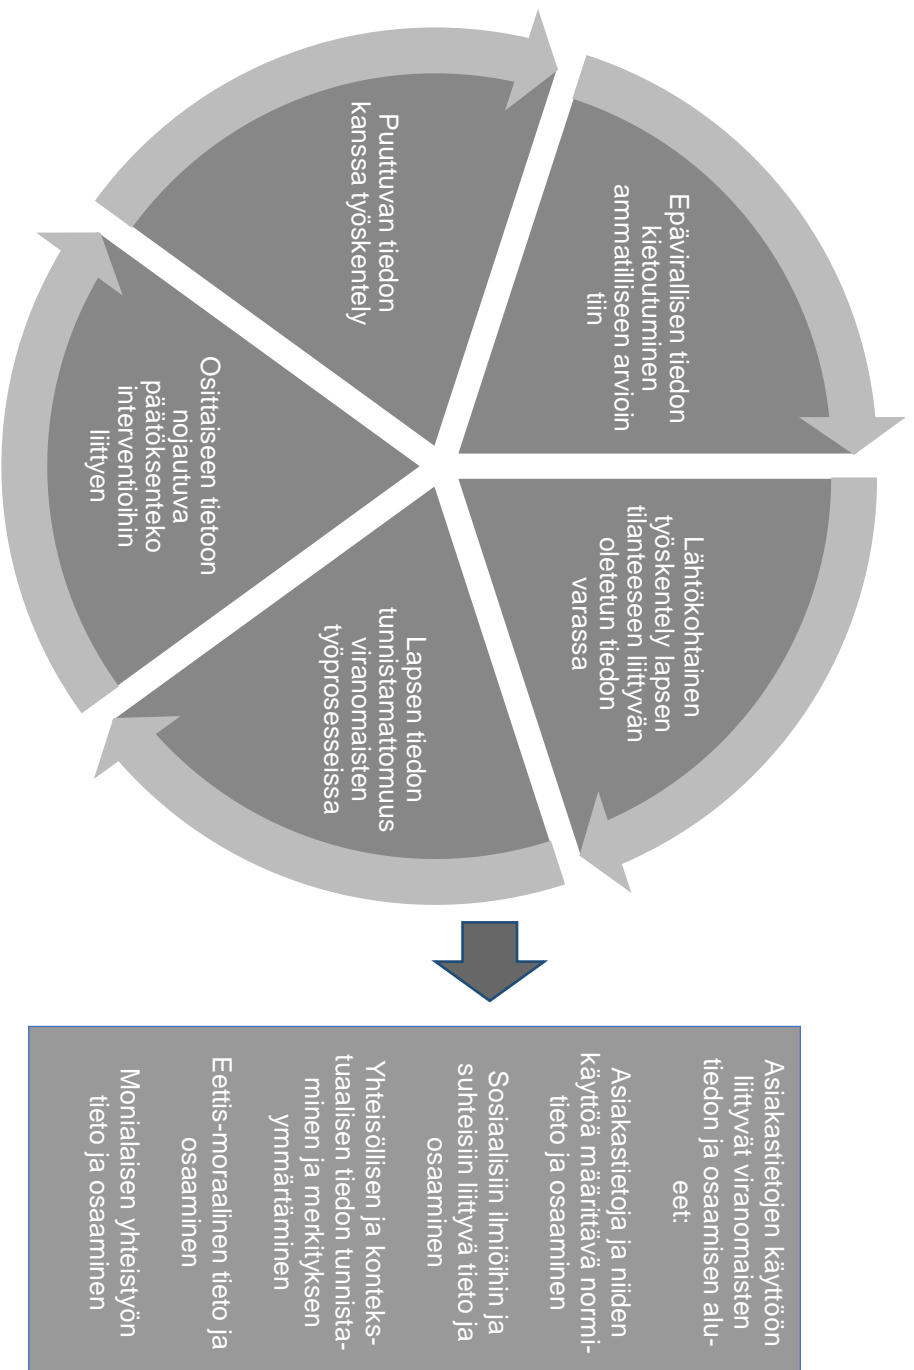 Puuttuvan tiedon
kanssa työskentely
Epävirallisen tiedon
kietoutuminen
ammatilliseen arvioin
tiin
Lähtökohtainen
työskentely lapsen
tilanteeseen liittyvän
oletetun tiedon
varassa
Lapsen tiedon
tunnistamattomuus
viranomaisten
työprosesseissa
Osittaiseen tietoon
nojautuva
päätöksenteko
interventioihin
liittyen
Asiakastietojen käyttöön
liittyvät viranomaisten
tiedon ja osaamisen alu-
eet:
Asiakastietoja ja niiden
käyttöä määrittävä normi-
tieto ja osaaminen
Sosiaalisiin ilmiöihin ja
suhteisiin liittyvä tieto ja
osaaminen
Yhteisöllisen ja konteks-
tuaalisen tiedon tunnista-
minen ja merkityksen
ymmärtäminen
Eettis-moraalinen tieto ja
osaaminen
Monialaisen yhteistyön
tieto ja osaaminen